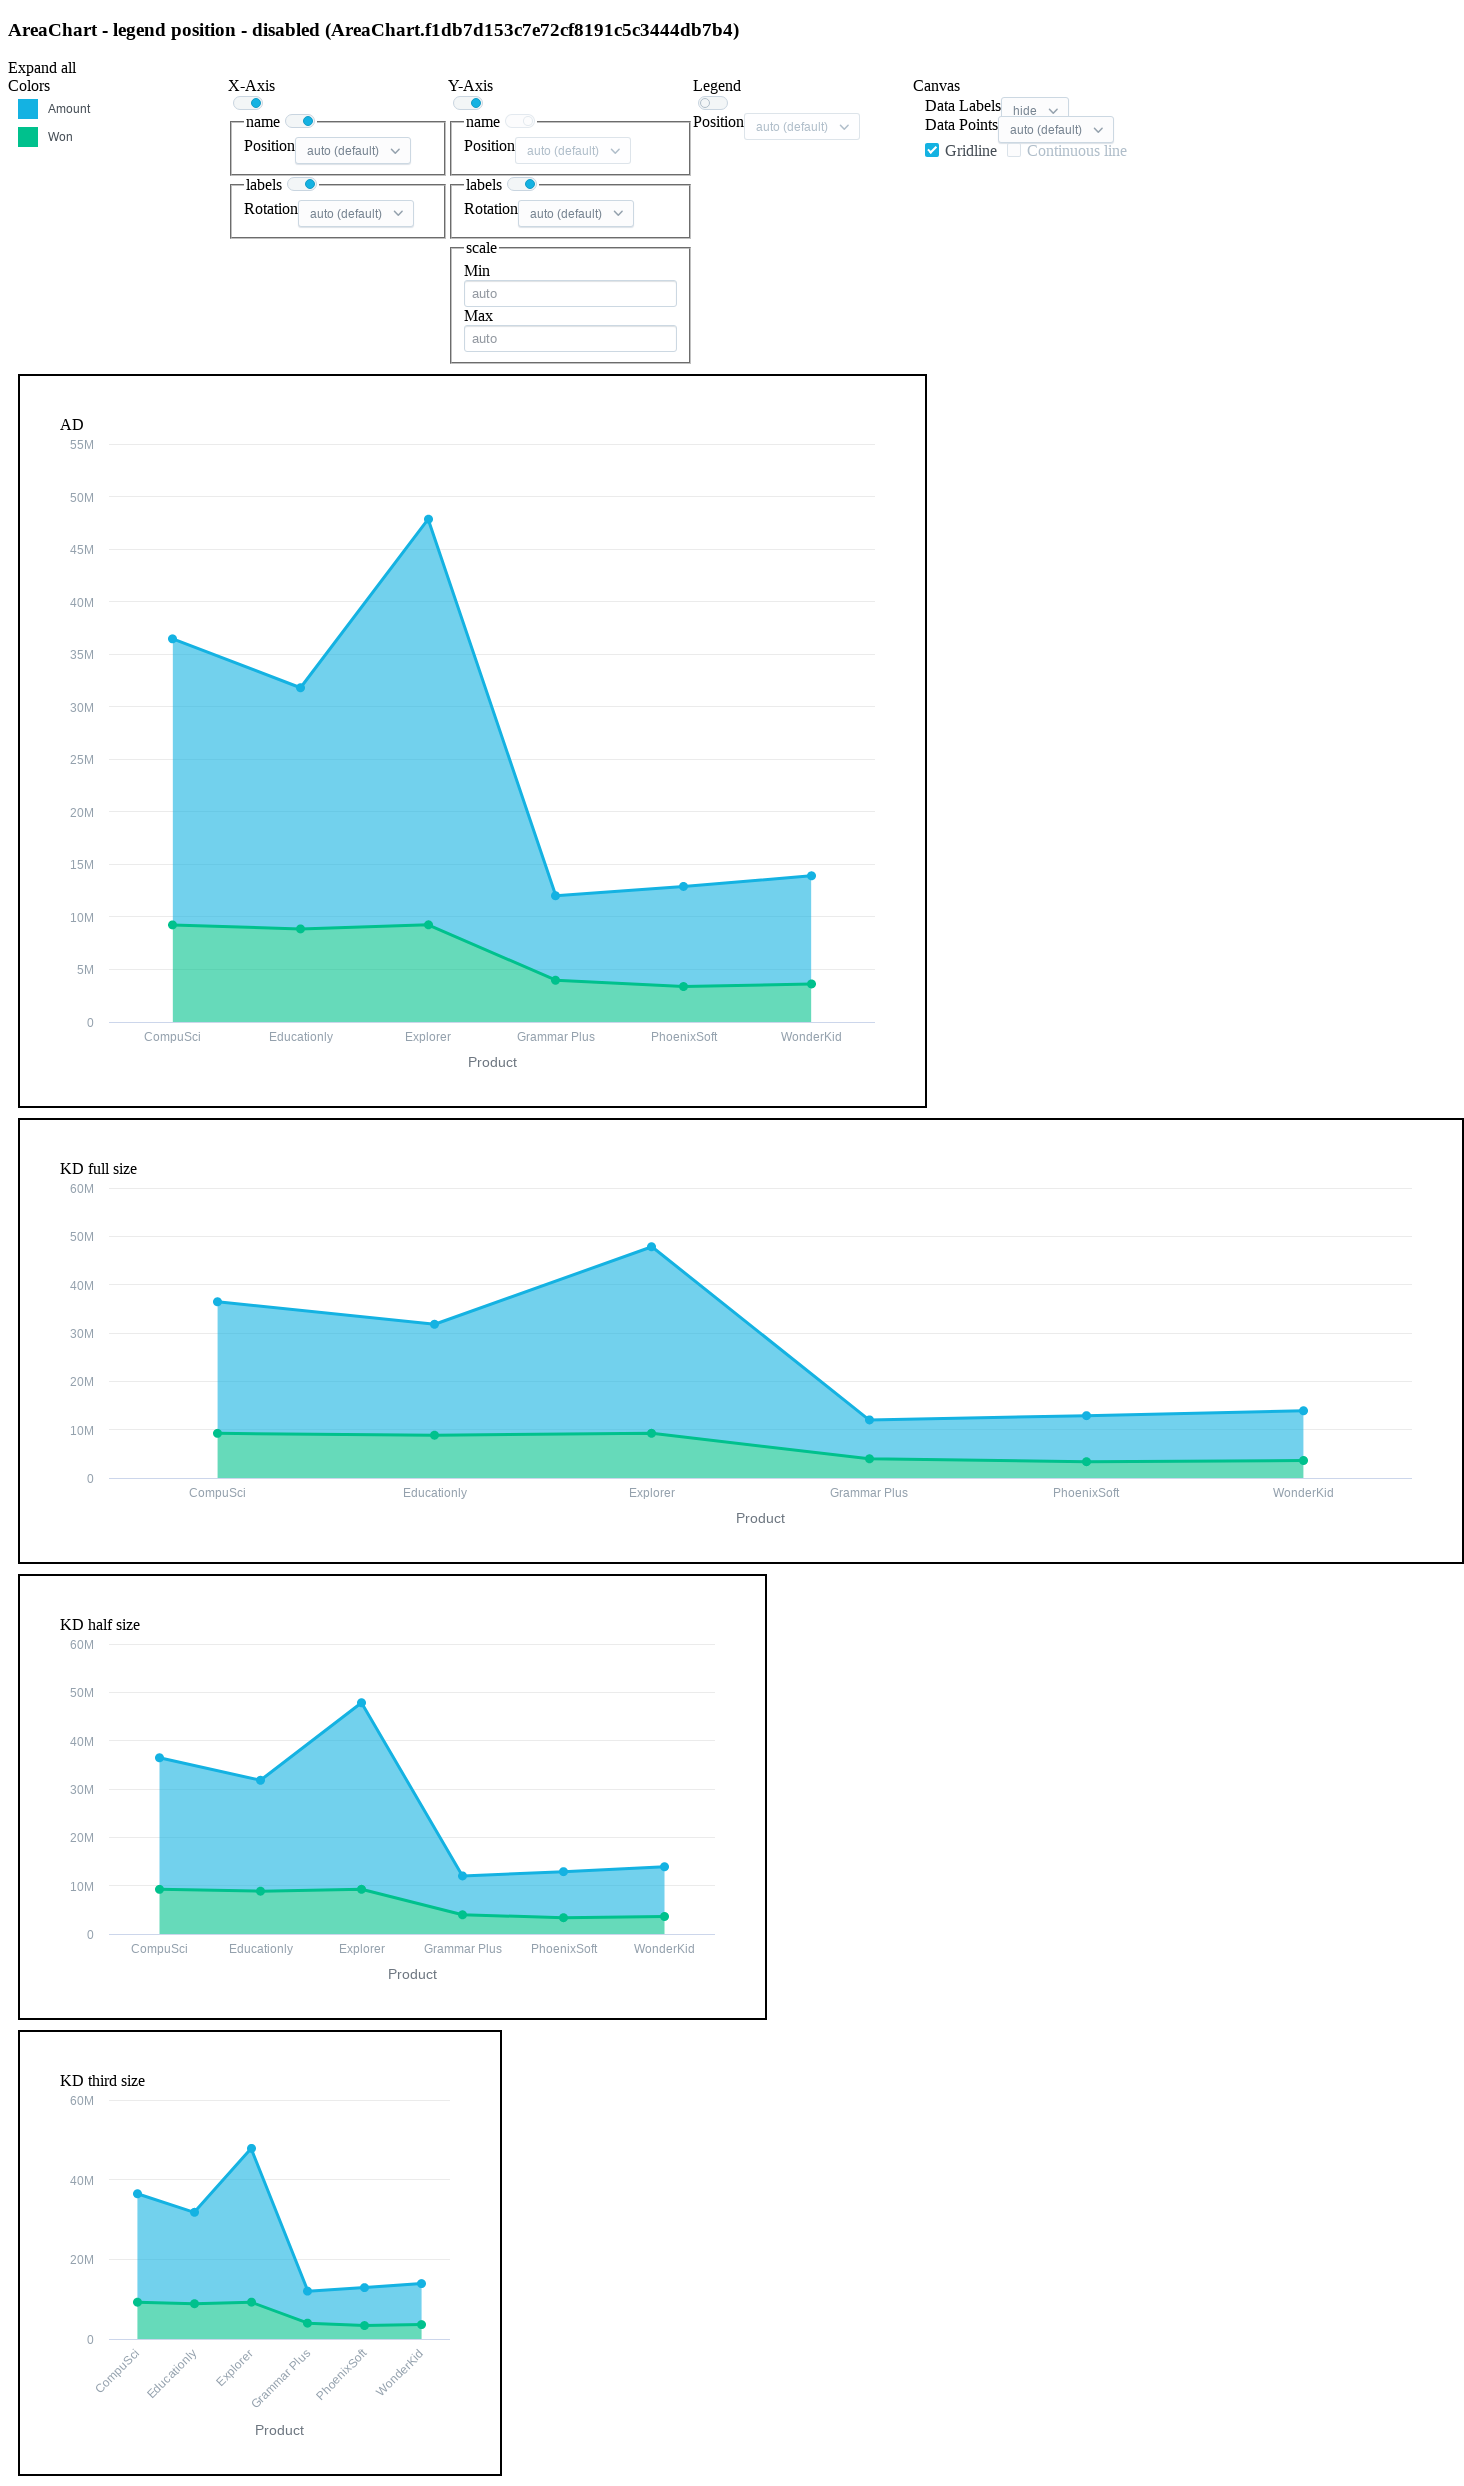 AreaChart - legend position - disabled (AreaChart.f1db7d153c7e72cf8191c5c3444db7b4)
Expand all
Colors
Amount
Won
X-Axis
name
Position auto (default)
labels
Rotation auto (default)
Y-Axis
name
Position auto (default)
labels
Rotation auto (default)
scale
Min
auto
Max
auto
Legend
Position auto (default)
Canvas
Data Labels hide
Data Points auto (default)
Gridline Continuous line
AD
55M
50M
45M
40M
35M
30M
25M
20M
15M
10M
5M
0
CompuSci Educationly Explorer Grammar Plus PhoenixSoft WonderKid
Product
KD full size
60M
50M
40M
30M
20M
10M
0
CompuSci Educationly Explorer Grammar Plus PhoenixSoft WonderKid
Product
KD half size
60M
50M
40M
30M
20M
10M
0
CompuSci Educationly Explorer Grammar Plus PhoenixSoft WonderKid
Product
KD third size
60M
40M
20M
0
CompuSci Educationly Explorer Grammar Plus PhoenixSoft WonderKid
Product